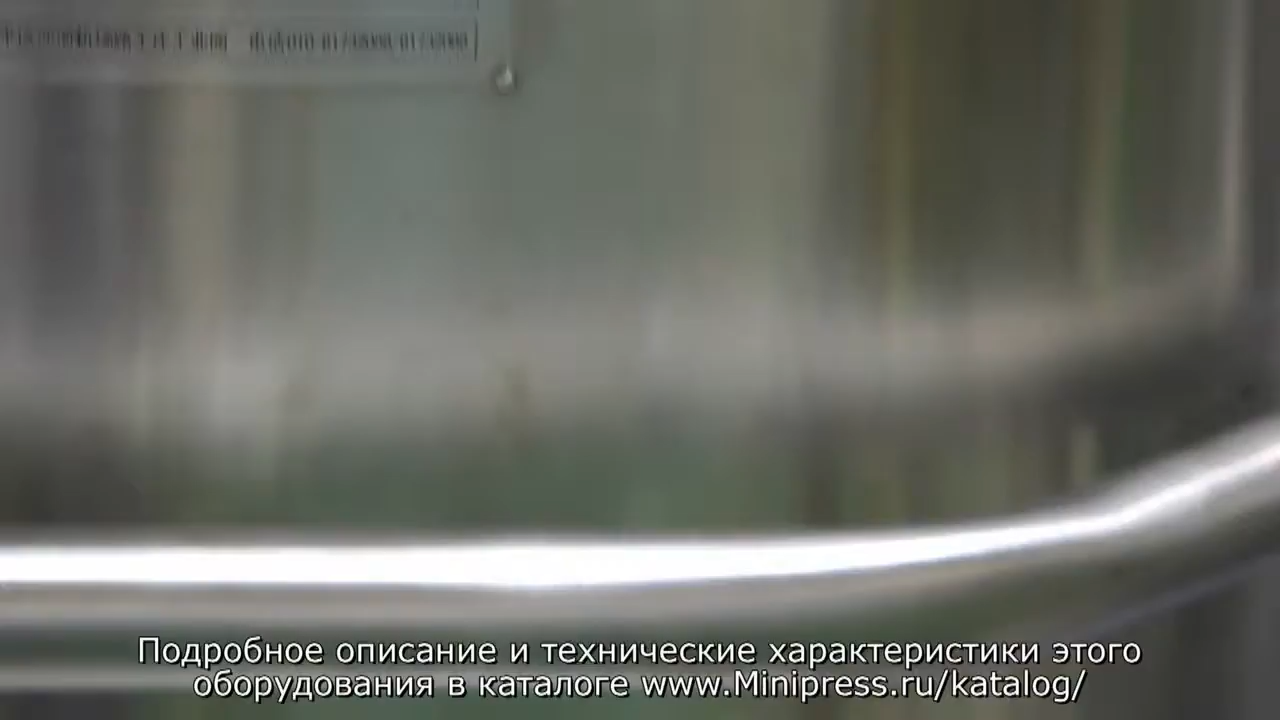 Подробное описание и технические характеристики этого
оборудования в каталоге www.Minipress.ru/katalog/